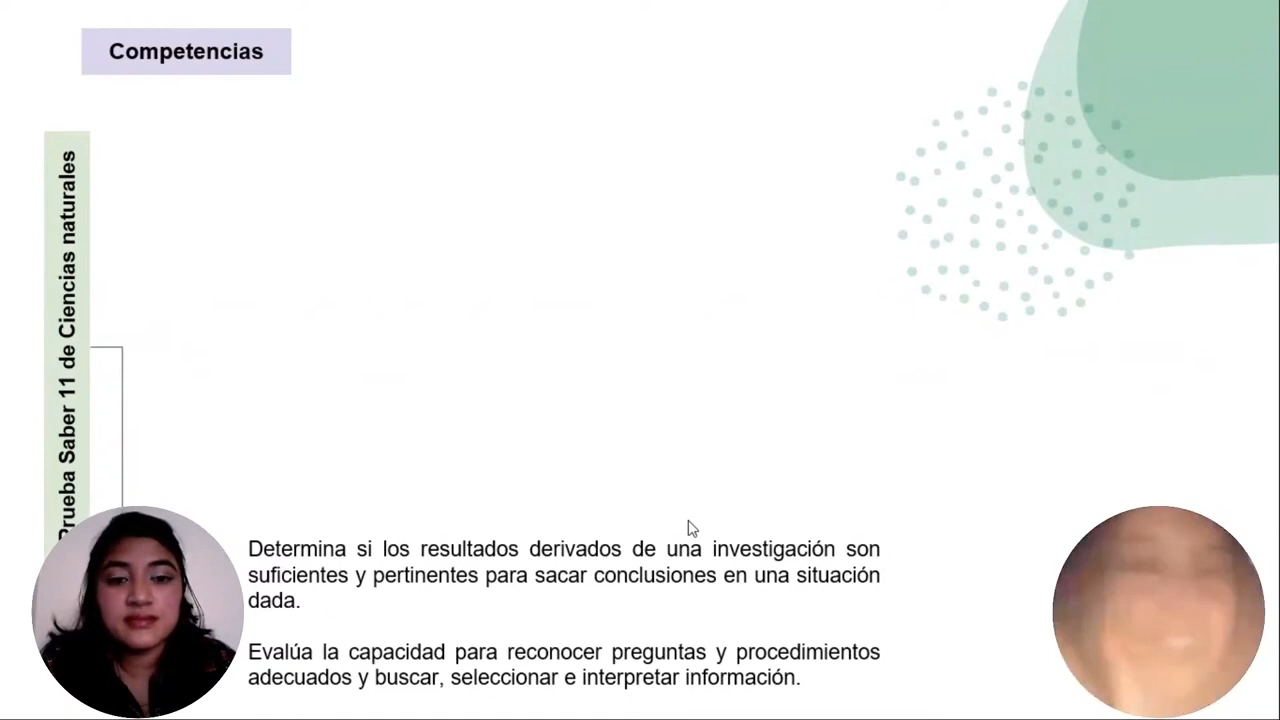 Competencias
Prueba Saber 11 de Ciencias naturales
Determina si los resultados derivados de una investigación son
suficientes y pertinentes para sacar conclusiones en una situación
dada.
Evalúa la capacidad para reconocer preguntas y procedimientos
adecuados y buscar, seleccionar e interpretar información.